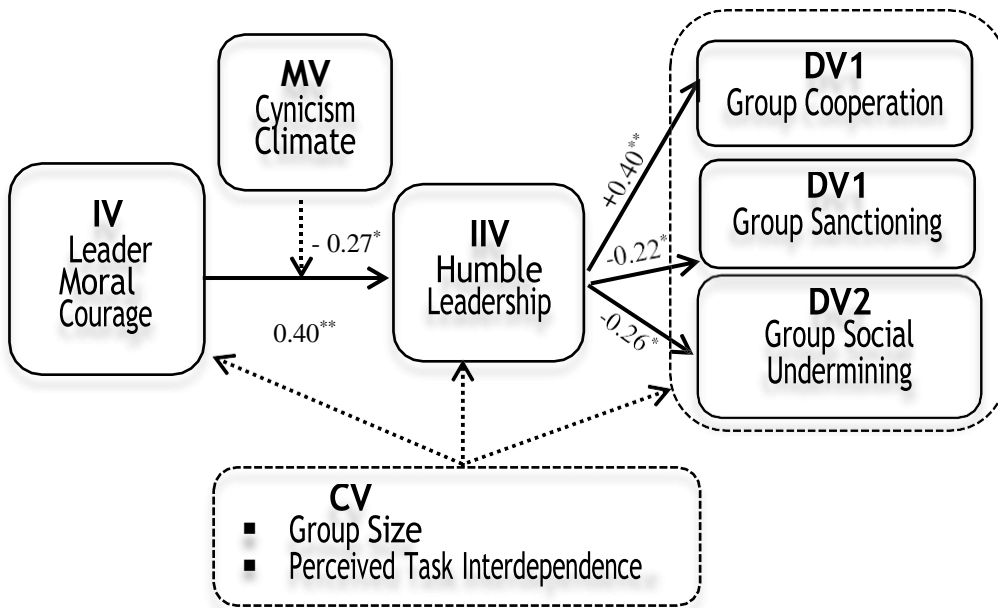 MV
Cynicism
Climate
IV
Leader
Moral
Courage
- 0.27*
0.40**
IIV
Humble
Leadership
+0.40**
-0.22*
-0.26*
DV1
Group Cooperation
DV1
Group Sanctioning
DV2
Group Social
Undermining
CV
▪ Group Size
▪ Perceived Task Interdependence